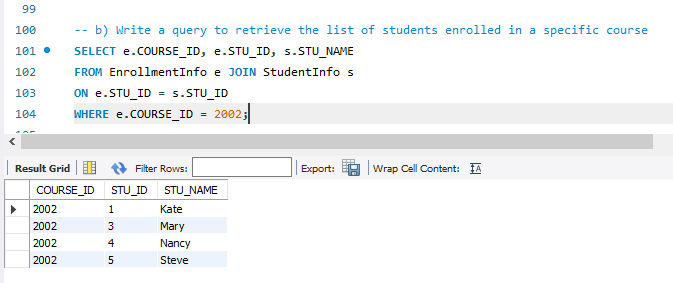 99
100 -- b) Write a query to retrieve the list of students enrolled in a specific course
101 SELECT e.COURSE_ID, e.STU_ID, s.STU_NAME
102 FROM EnrollmentInfo e JOIN StudentInfo s
103 ON e.STU_ID = s.STU_ID
104 WHERE e.COURSE_ID = 2002;
Result Grid Filter Rows: Export: Wrap Cell Content: IA
COURSE_ID STU_ID STU_NAME
2002 1 Kate
2002 3 Mary
2002 4 Nancy
2002 5 Steve